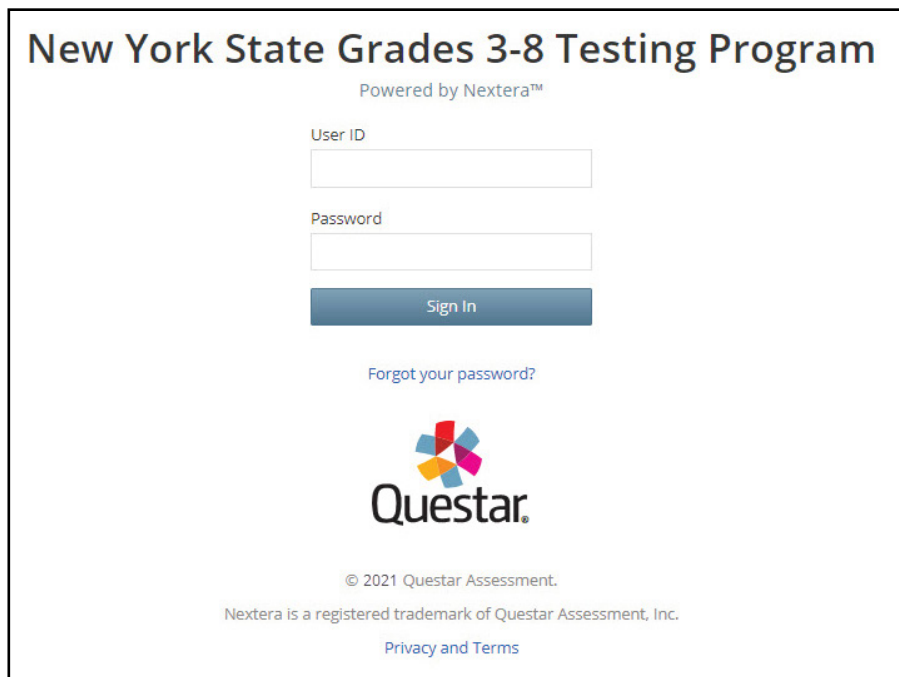 New York State Grades 3-8 Testing Program
Powered by Nextera™
User ID
Password
Sign In
Forgot your password?
Questar®
© 2021 Questar Assessment.
Nextera is a registered trademark of Questar Assessment, Inc.
Privacy and Terms